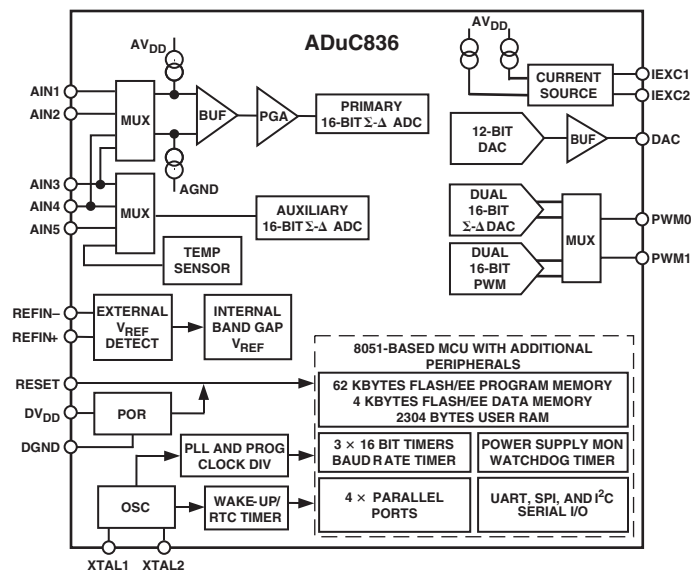 ADuC836
AV_DD
AIN1
AIN2
MUX
BUF
PGA
PRIMARY
16-BIT Σ-Δ ADC
AGND
AIN3
AIN4
AIN5
MUX
AUXILIARY
16-BIT Σ-Δ ADC
TEMP
SENSOR
AV_DD
CURRENT
SOURCE
IEXC1
IEXC2
12-BIT
DAC
BUF
DAC
DUAL
16-BIT
Σ-Δ DAC
DUAL
16-BIT
PWM
MUX
PWM0
PWM1
REFIN–
REFIN+
EXTERNAL
V_REF
DETECT
INTERNAL
BAND GAP
V_REF
RESET
DV_DD
DGND
POR
PLL AND PROG
CLOCK DIV
OSC
WAKE-UP/
RTC TIMER
XTAL1
XTAL2
8051-BASED MCU WITH ADDITIONAL
PERIPHERALS
62 KBYTES FLASH/EE PROGRAM MEMORY
4 KBYTES FLASH/EE DATA MEMORY
2304 BYTES USER RAM
3 × 16 BIT TIMERS
BAUD RATE TIMER
POWER SUPPLY MON
WATCHDOG TIMER
4 × PARALLEL
PORTS
UART, SPI, AND I²C
SERIAL I/O